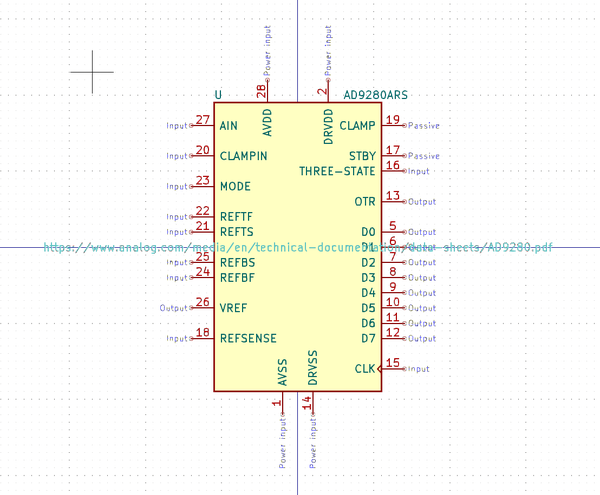 Power input
Power input
28
2
U
AD9280ARS
AVDD
DRVDD
Input 27 AIN
CLAMP 19 Passive
Input 20 CLAMPIN
STBY 17 Passive
THREE-STATE 16 Input
Input 23 MODE
OTR 13 Output
Input 22 REFTF
Input 21 REFTS
D0 5 Output
https://www.analog.com/media/en/technical-documentation/data-sheets/AD9280.pdf
D1 6 Output
Input 25 REFBS
D2 7 Output
Input 24 REFBF
D3 8 Output
D4 9 Output
Output 26 VREF
D5 10 Output
D6 11 Output
Input 18 REFSENSE
D7 12 Output
CLK 15 Input
AVSS
DRVSS
1
14
Power input
Power input